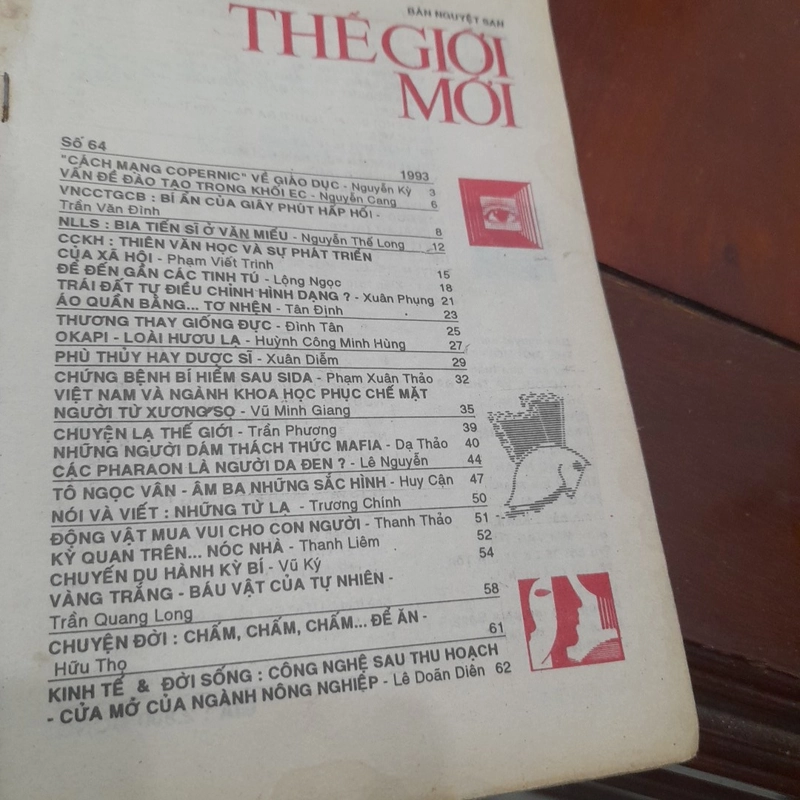 BÁN NGUYỆT SAN
THẾ GIỚI
MỚI
Số 64 1993
"CÁCH MẠNG COPERNIC" VỀ GIÁO DỤC - Nguyễn Kỳ 3
VẤN ĐỀ ĐÀO TẠO TRONG KHỐI EC - Nguyễn Cang 6
VNCCTGCB : BÍ ẨN CỦA GIÂY PHÚT HẤP HỐI -
Trần Văn Đình 8
NLLS : BIA TIẾN SĨ Ở VĂN MIẾU - Nguyễn Thế Long 12
CCKH : THIÊN VĂN HỌC VÀ SỰ PHÁT TRIỂN
CỦA XÃ HỘI - Phạm Viết Trinh 15
ĐỂ ĐẾN GẦN CÁC TINH TÚ - Lộng Ngọc 18
TRÁI ĐẤT TỰ ĐIỀU CHỈNH HÌNH DẠNG ? - Xuân Phụng 21
ÁO QUẦN BẰNG... TƠ NHỆN - Tân Định 23
THƯƠNG THAY GIỐNG ĐỰC - Đình Tân 25
OKAPI - LOÀI HƯƠU LẠ - Huỳnh Công Minh Hùng 27
PHÙ THỦY HAY DƯỢC SĨ - Xuân Diễm 29
CHỨNG BỆNH BÍ HIỂM SAU SIDA - Phạm Xuân Thảo 32
VIỆT NAM VÀ NGÀNH KHOA HỌC PHỤC CHẾ MẶT
NGƯỜI TỪ XƯƠNG SỌ - Vũ Minh Giang 35
CHUYỆN LẠ THẾ GIỚI - Trần Phương 39
NHỮNG NGƯỜI DÁM THÁCH THỨC MAFIA - Dạ Thảo 40
CÁC PHARAON LÀ NGƯỜI DA ĐEN ? - Lê Nguyễn 44
TÔ NGỌC VÂN - ÂM BA NHỮNG SẮC HÌNH - Huy Cận 47
NÓI VÀ VIẾT : NHỮNG TỪ LẠ - Trương Chính 50
ĐỘNG VẬT MUA VUI CHO CON NGƯỜI - Thanh Thảo 51
KỲ QUAN TRÊN... NÓC NHÀ - Thanh Liêm 52
CHUYẾN DU HÀNH KỲ BÍ - Vũ Ký 54
VÀNG TRẮNG - BÁU VẬT CỦA TỰ NHIÊN -
Trần Quang Long 58
CHUYỆN ĐỜI : CHẤM, CHẤM, CHẤM... ĐỂ ĂN -
Hữu Thọ 61
KINH TẾ & ĐỜI SỐNG : CÔNG NGHỆ SAU THU HOẠCH
- CỬA MỞ CỦA NGÀNH NÔNG NGHIỆP - Lê Doãn Diên 62